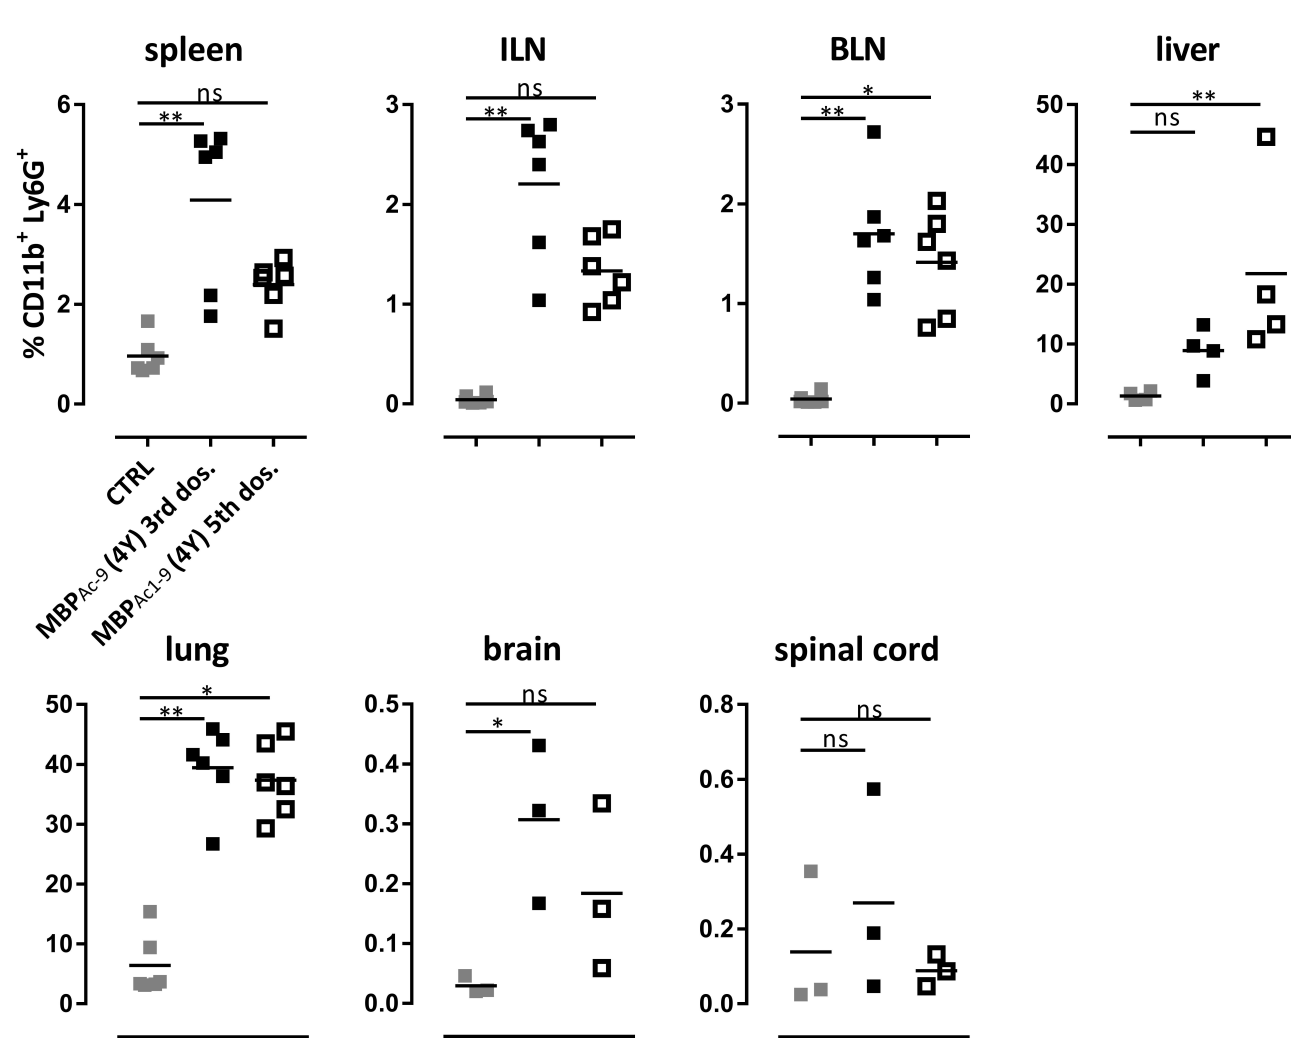 spleen
ns
**
6
4
2
0
% CD11b⁺ Ly6G⁺
CTRL
MBPAc-9 (4Y) 3rd dos.
MBPAc1-9 (4Y) 5th dos.
ILN
ns
**
3
2
1
0
BLN
*
**
3
2
1
0
liver
**
ns
50
40
30
20
10
0
lung
*
**
50
40
30
20
10
0
brain
ns
*
0.5
0.4
0.3
0.2
0.1
0.0
spinal cord
ns
ns
0.8
0.6
0.4
0.2
0.0